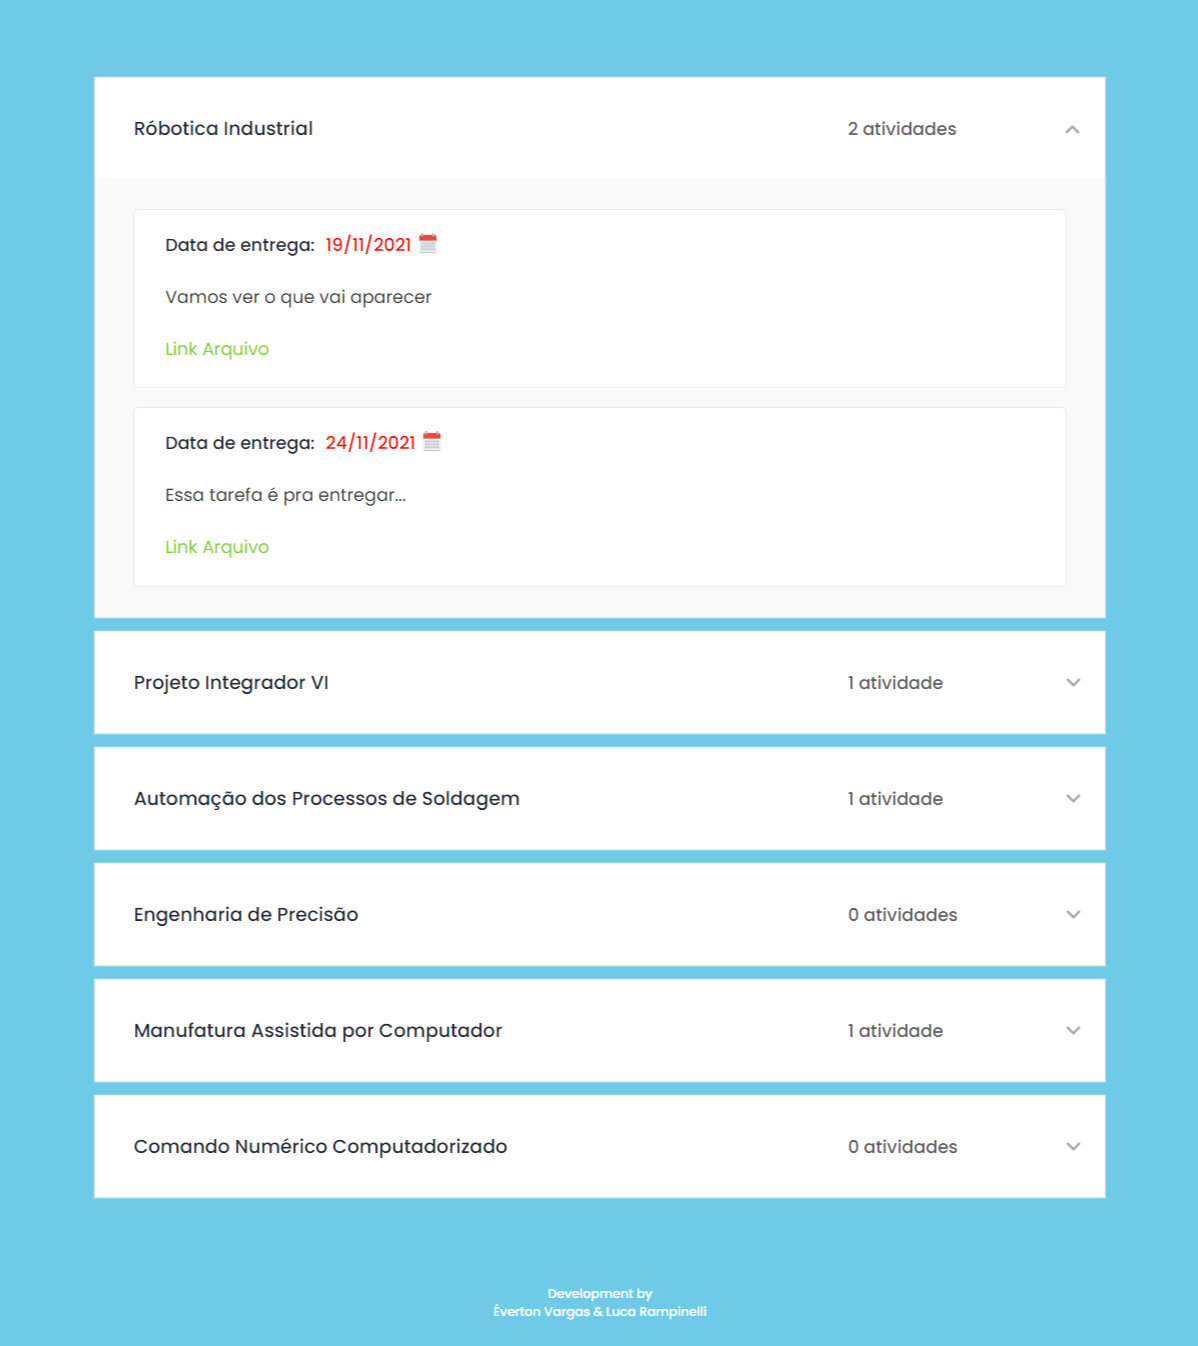 Róbotica Industrial 2 atividades
Data de entrega: 19/11/2021
Vamos ver o que vai aparecer
Link Arquivo
Data de entrega: 24/11/2021
Essa tarefa é pra entregar...
Link Arquivo
Projeto Integrador VI 1 atividade
Automação dos Processos de Soldagem 1 atividade
Engenharia de Precisão 0 atividades
Manufatura Assistida por Computador 1 atividade
Comando Numérico Computadorizado 0 atividades
Development by
Éverton Vargas & Luca Rampinelli